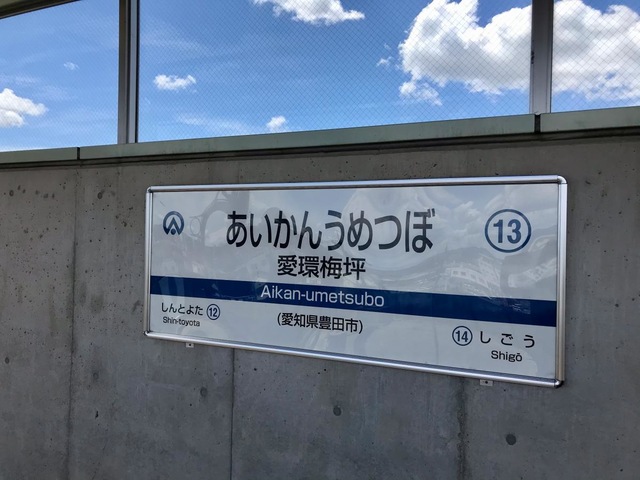 あいかんうめつぼ
13
愛環梅坪
Aikan-umetsubo
しんとよた 12
Shin-toyota
(愛知県豊田市)
14 しごう
Shigō